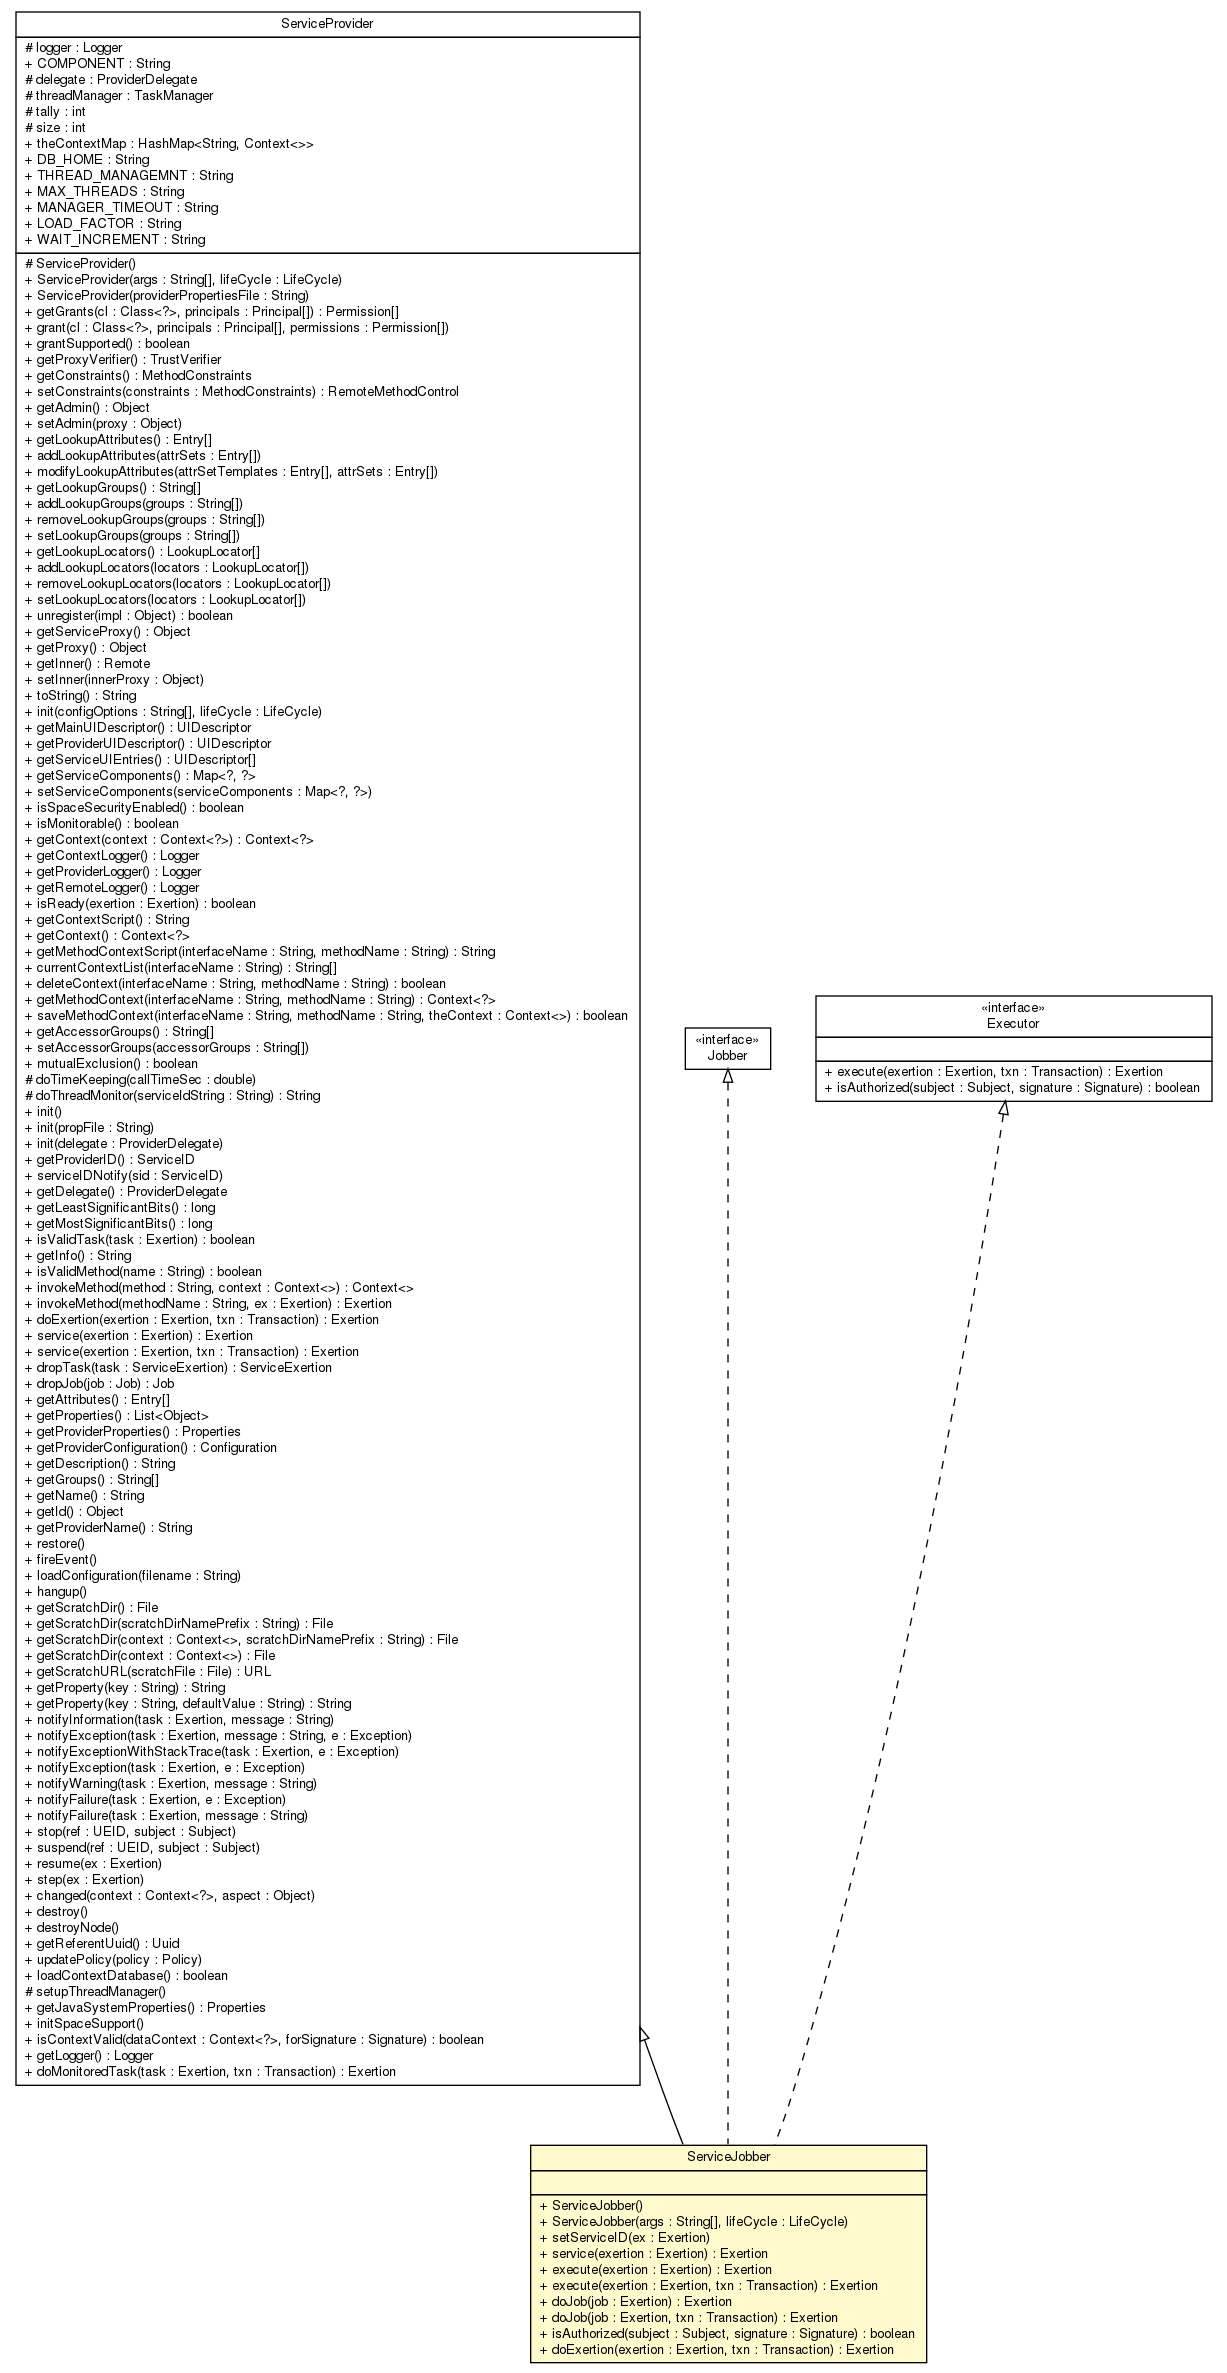 ServiceProvider
# logger : Logger
+ COMPONENT : String
# delegate : ProviderDelegate
# threadManager : TaskManager
# tally : int
# size : int
+ theContextMap : HashMap<String, Context<>>
+ DB_HOME : String
+ THREAD_MANAGEMNT : String
+ MAX_THREADS : String
+ MANAGER_TIMEOUT : String
+ LOAD_FACTOR : String
+ WAIT_INCREMENT : String
# ServiceProvider()
+ ServiceProvider(args : String[], lifeCycle : LifeCycle)
+ ServiceProvider(providerPropertiesFile : String)
+ getGrants(cl : Class<?>, principals : Principal[]) : Permission[]
+ grant(cl : Class<?>, principals : Principal[], permissions : Permission[])
+ grantSupported() : boolean
+ getProxyVerifier() : TrustVerifier
+ getConstraints() : MethodConstraints
+ setConstraints(constraints : MethodConstraints) : RemoteMethodControl
+ getAdmin() : Object
+ setAdmin(proxy : Object)
+ getLookupAttributes() : Entry[]
+ addLookupAttributes(attrSets : Entry[])
+ modifyLookupAttributes(attrSetTemplates : Entry[], attrSets : Entry[])
+ getLookupGroups() : String[]
+ addLookupGroups(groups : String[])
+ removeLookupGroups(groups : String[])
+ setLookupGroups(groups : String[])
+ getLookupLocators() : LookupLocator[]
+ addLookupLocators(locators : LookupLocator[])
+ removeLookupLocators(locators : LookupLocator[])
+ setLookupLocators(locators : LookupLocator[])
+ unregister(impl : Object) : boolean
+ getServiceProxy() : Object
+ getProxy() : Object
+ getInner() : Remote
+ setInner(innerProxy : Object)
+ toString() : String
+ init(configOptions : String[], lifeCycle : LifeCycle)
+ getMainUIDescriptor() : UIDescriptor
+ getProviderUIDescriptor() : UIDescriptor
+ getServiceUIEntries() : UIDescriptor[]
+ getServiceComponents() : Map<?, ?>
+ setServiceComponents(serviceComponents : Map<?, ?>)
+ isSpaceSecurityEnabled() : boolean
+ isMonitorable() : boolean
+ getContext(context : Context<?>) : Context<?>
+ getContextLogger() : Logger
+ getProviderLogger() : Logger
+ getRemoteLogger() : Logger
+ isReady(exertion : Exertion) : boolean
+ getContextScript() : String
+ getContext() : Context<?>
+ getMethodContextScript(interfaceName : String, methodName : String) : String
+ currentContextList(interfaceName : String) : String[]
+ deleteContext(interfaceName : String, methodName : String) : boolean
+ getMethodContext(interfaceName : String, methodName : String) : Context<?>
+ saveMethodContext(interfaceName : String, methodName : String, theContext : Context<>) : boolean
+ getAccessorGroups() : String[]
+ setAccessorGroups(accessorGroups : String[])
+ mutualExclusion() : boolean
# doTimeKeeping(callTimeSec : double)
# doThreadMonitor(serviceIdString : String) : String
+ init()
+ init(propFile : String)
+ init(delegate : ProviderDelegate)
+ getProviderID() : ServiceID
+ serviceIDNotify(sid : ServiceID)
+ getDelegate() : ProviderDelegate
+ getLeastSignificantBits() : long
+ getMostSignificantBits() : long
+ isValidTask(task : Exertion) : boolean
+ getInfo() : String
+ isValidMethod(name : String) : boolean
+ invokeMethod(method : String, context : Context<>) : Context<>
+ invokeMethod(methodName : String, ex : Exertion) : Exertion
+ doExertion(exertion : Exertion, txn : Transaction) : Exertion
+ service(exertion : Exertion) : Exertion
+ service(exertion : Exertion, txn : Transaction) : Exertion
+ dropTask(task : ServiceExertion) : ServiceExertion
+ dropJob(job : Job) : Job
+ getAttributes() : Entry[]
+ getProperties() : List<Object>
+ getProviderProperties() : Properties
+ getProviderConfiguration() : Configuration
+ getDescription() : String
+ getGroups() : String[]
+ getName() : String
+ getId() : Object
+ getProviderName() : String
+ restore()
+ fireEvent()
+ loadConfiguration(filename : String)
+ hangup()
+ getScratchDir() : File
+ getScratchDir(scratchDirNamePrefix : String) : File
+ getScratchDir(context : Context<>, scratchDirNamePrefix : String) : File
+ getScratchDir(context : Context<>) : File
+ getScratchURL(scratchFile : File) : URL
+ getProperty(key : String) : String
+ getProperty(key : String, defaultValue : String) : String
+ notifyInformation(task : Exertion, message : String)
+ notifyException(task : Exertion, message : String, e : Exception)
+ notifyExceptionWithStackTrace(task : Exertion, e : Exception)
+ notifyException(task : Exertion, e : Exception)
+ notifyWarning(task : Exertion, message : String)
+ notifyFailure(task : Exertion, e : Exception)
+ notifyFailure(task : Exertion, message : String)
+ stop(ref : UEID, subject : Subject)
+ suspend(ref : UEID, subject : Subject)
+ resume(ex : Exertion)
+ step(ex : Exertion)
+ changed(context : Context<?>, aspect : Object)
+ destroy()
+ destroyNode()
+ getReferentUuid() : Uuid
+ updatePolicy(policy : Policy)
+ loadContextDatabase() : boolean
# setupThreadManager()
+ getJavaSystemProperties() : Properties
+ initSpaceSupport()
+ isContextValid(dataContext : Context<?>, forSignature : Signature) : boolean
+ getLogger() : Logger
+ doMonitoredTask(task : Exertion, txn : Transaction) : Exertion
«interface»
Jobber
«interface»
Executor
+ execute(exertion : Exertion, txn : Transaction) : Exertion
+ isAuthorized(subject : Subject, signature : Signature) : boolean
ServiceJobber
+ ServiceJobber()
+ ServiceJobber(args : String[], lifeCycle : LifeCycle)
+ setServiceID(ex : Exertion)
+ service(exertion : Exertion) : Exertion
+ execute(exertion : Exertion) : Exertion
+ execute(exertion : Exertion, txn : Transaction) : Exertion
+ doJob(job : Exertion) : Exertion
+ doJob(job : Exertion, txn : Transaction) : Exertion
+ isAuthorized(subject : Subject, signature : Signature) : boolean
+ doExertion(exertion : Exertion, txn : Transaction) : Exertion